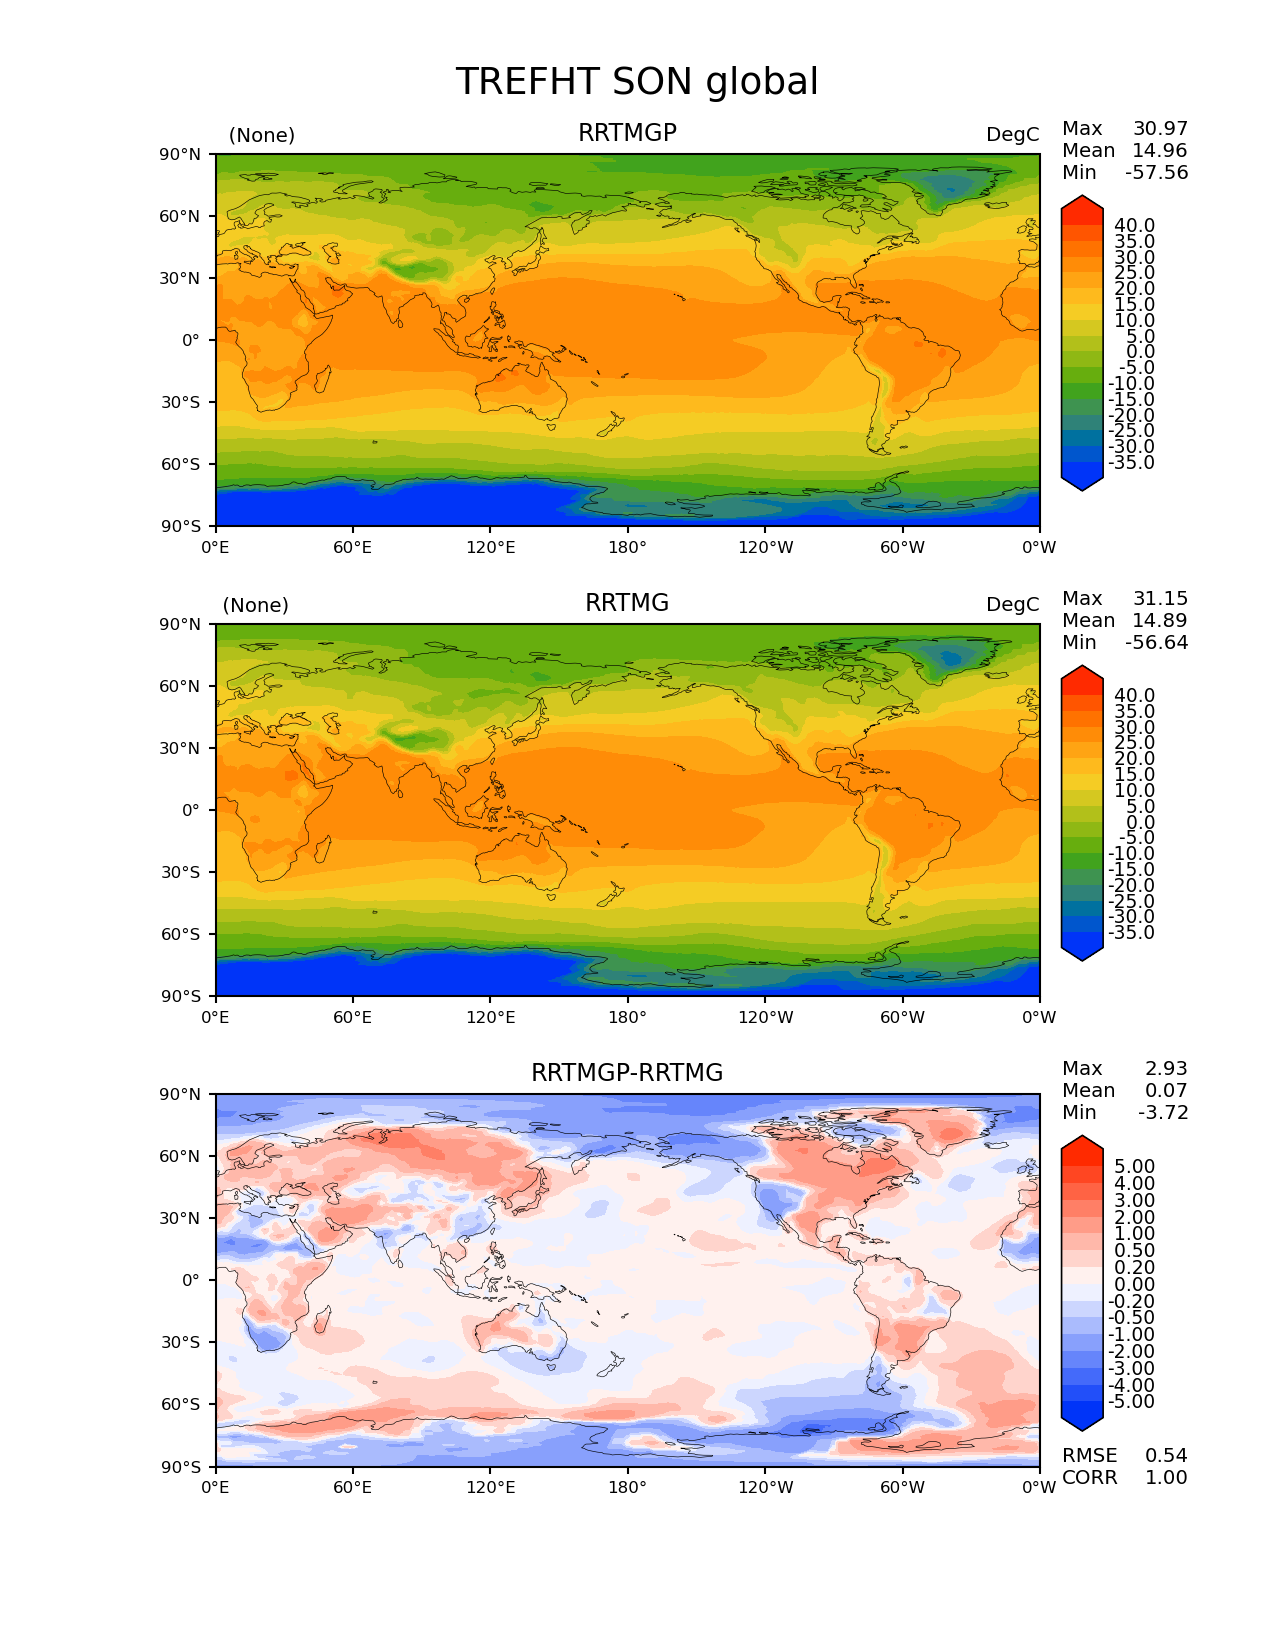 TREFHT SON global
(None) RRTMGP DegC
Max 30.97
Mean 14.96
Min -57.56
90°N
60°N
30°N
0°
30°S
60°S
90°S
0°E 60°E 120°E 180° 120°W 60°W 0°W
40.0
35.0
30.0
25.0
20.0
15.0
10.0
5.0
0.0
-5.0
-10.0
-15.0
-20.0
-25.0
-30.0
-35.0
(None) RRTMG DegC
Max 31.15
Mean 14.89
Min -56.64
90°N
60°N
30°N
0°
30°S
60°S
90°S
0°E 60°E 120°E 180° 120°W 60°W 0°W
40.0
35.0
30.0
25.0
20.0
15.0
10.0
5.0
0.0
-5.0
-10.0
-15.0
-20.0
-25.0
-30.0
-35.0
RRTMGP-RRTMG
Max 2.93
Mean 0.07
Min -3.72
90°N
60°N
30°N
0°
30°S
60°S
90°S
0°E 60°E 120°E 180° 120°W 60°W 0°W
5.00
4.00
3.00
2.00
1.00
0.50
0.20
0.00
-0.20
-0.50
-1.00
-2.00
-3.00
-4.00
-5.00
RMSE 0.54
CORR 1.00